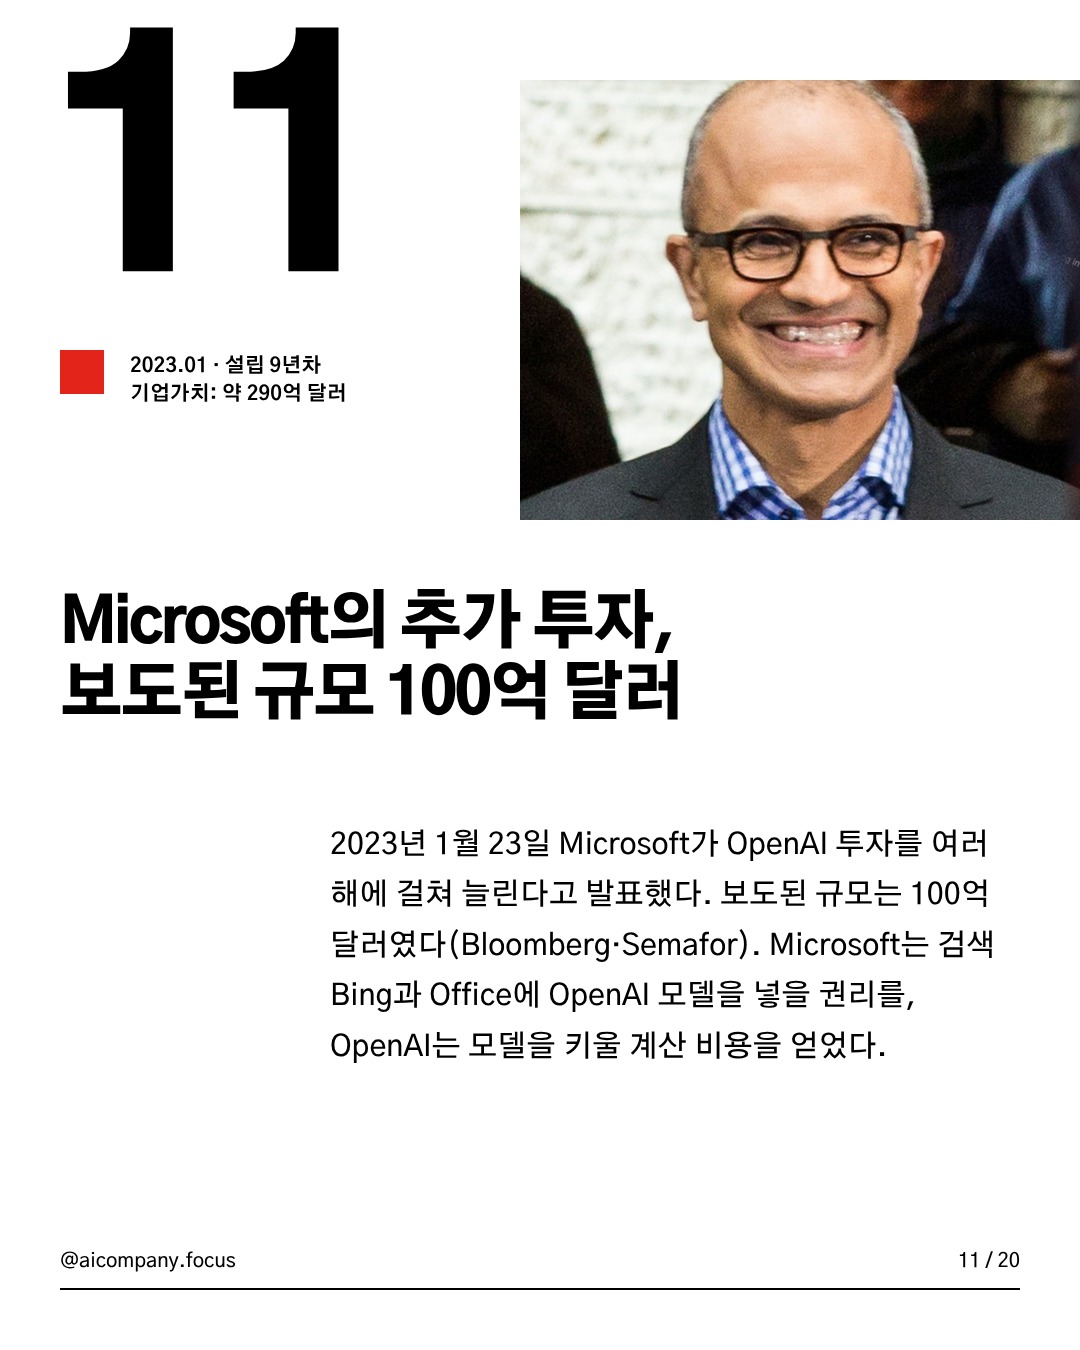 11
2023.01 · 설립 9년차
기업가치: 약 290억 달러
Microsoft의 추가 투자,
보도된 규모 100억 달러
2023년 1월 23일 Microsoft가 OpenAI 투자를 여러
해에 걸쳐 늘린다고 발표했다. 보도된 규모는 100억
달러였다(Bloomberg·Semafor). Microsoft는 검색
Bing과 Office에 OpenAI 모델을 넣을 권리를,
OpenAI는 모델을 키울 계산 비용을 얻었다.
@aicompany.focus
11 / 20